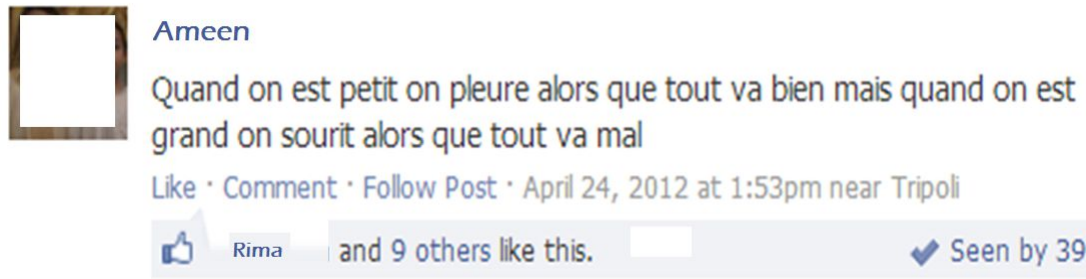 Ameen
Quand on est petit on pleure alors que tout va bien mais quand on est
grand on sourit alors que tout va mal
Like · Comment · Follow Post · April 24, 2012 at 1:53pm near Tripoli
Rima and 9 others like this. Seen by 39